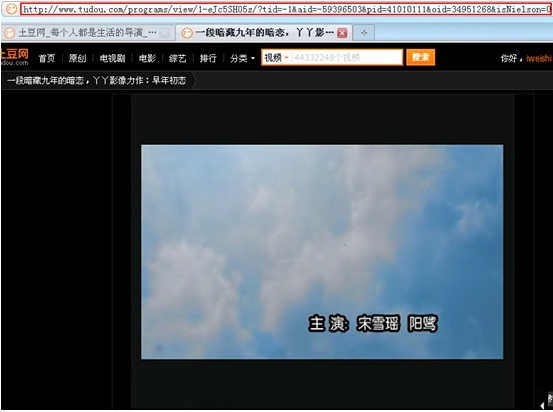 http://www.tudou.com/programs/view/1-eJc5SH05s/?tid=-1&aid=-59396503&pid=41010111&oid=34951268&isNielson=0
土豆网_每个人都是生活的导演_… 一段暗藏九年的暗恋，丫丫影…
土豆网 首页 原创 电视剧 电影 综艺 排行 分类 视频 44332248个视频 搜索 你好，iweishi
udou.com
一段暗藏九年的暗恋，丫丫影像力作：早年初恋
主 演: 宋雪瑶 阳鹭